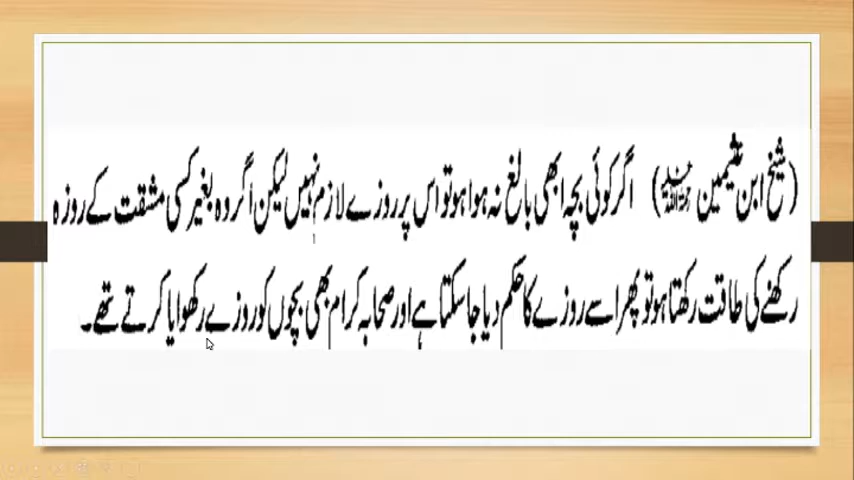 (شیخ ابن عثیمین رحمہ اللہ) اگر کوئی بچہ ابھی بالغ نہ ہوا ہو تو اس پر روزے لازم نہیں لیکن اگر وہ بغیر کسی مشقت کے روزہ
رکھنے کی طاقت رکھتا ہو تو پھر اسے روزے کا حکم دیا جا سکتا ہے اور صحابہ کرام بھی بچوں کو روزے رکھوایا کرتے تھے۔